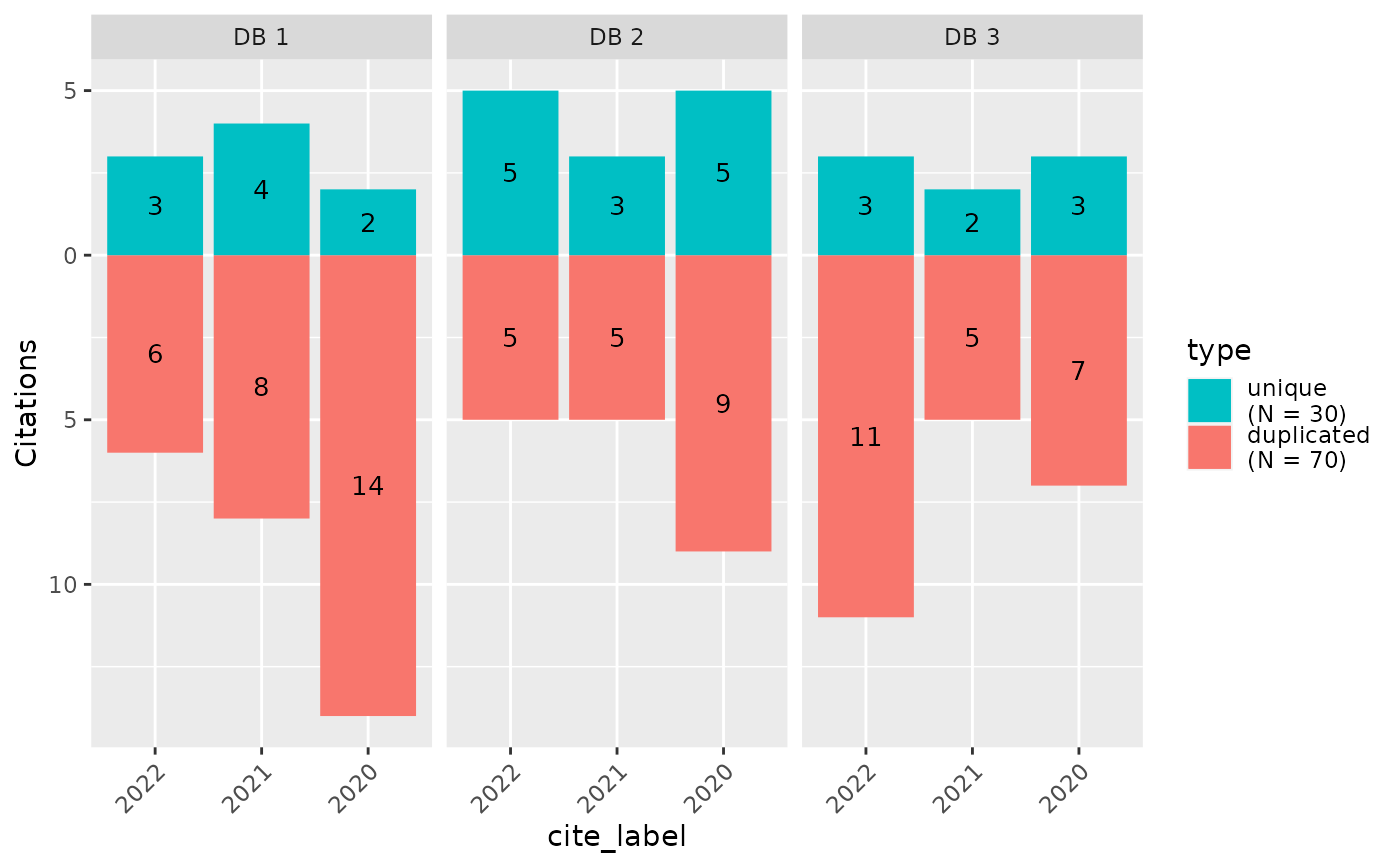 DB 1 DB 2 DB 3
5
5 5
4
3 3 3 3
2 2
0
5 5 5
6
7
8
9
5
11
14
10
Citations
2022 2021 2020 2022 2021 2020 2022 2021 2020
cite_label
type
unique
(N = 30)
duplicated
(N = 70)